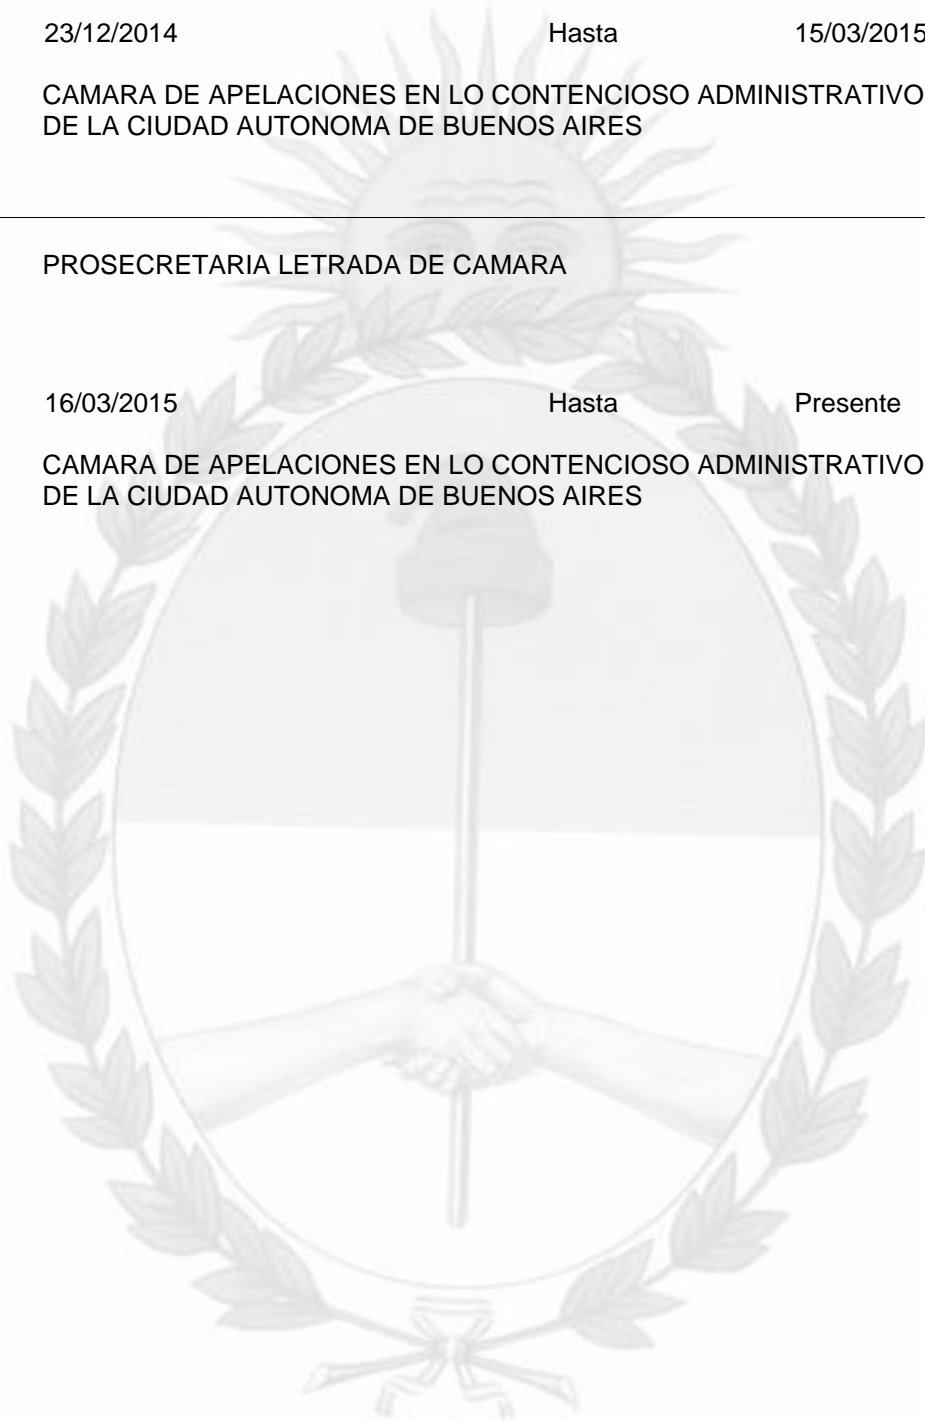 23/12/2014 Hasta 15/03/2015
CAMARA DE APELACIONES EN LO CONTENCIOSO ADMINISTRATIVO
DE LA CIUDAD AUTONOMA DE BUENOS AIRES
PROSECRETARIA LETRADA DE CAMARA
16/03/2015 Hasta Presente
CAMARA DE APELACIONES EN LO CONTENCIOSO ADMINISTRATIVO
DE LA CIUDAD AUTONOMA DE BUENOS AIRES